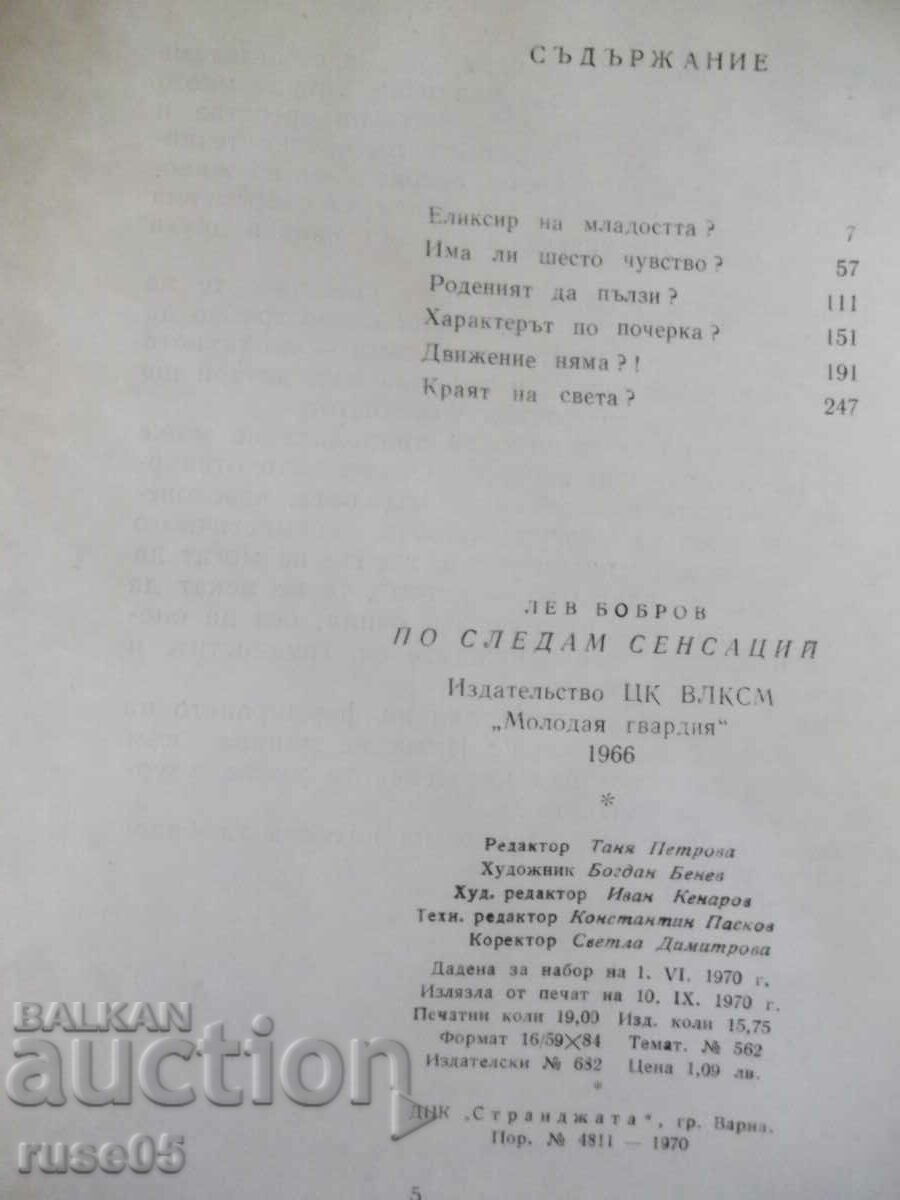 СЪДЪРЖАНИЕ
Еликсир на младостта? 7
Има ли шесто чувство? 57
Роденият да пълзи? 111
Характерът по почерка? 151
Движение няма?! 191
Краят на света? 247
ЛЕВ БОБРОВ
ПО СЛЕДАМ СЕНСАЦИЙ
Издательство ЦК ВЛКСМ
„Молодая гвардия“
1966
*
Редактор Таня Петрова
Художник Богдан Бенев
Худ. редактор Иван Кенаров
Техн. редактор Константин Пасков
Коректор Светла Димитрова
Дадена за набор на 1. VI. 1970 г.
Излязла от печат на 10. IX. 1970 г.
Печатни коли 19,00 Изд. коли 15,75
Формат 16/59×84 Темат. № 562
Издателски № 682 Цена 1,09 лв.
*
ДПК „Странджата“, гр. Варна.
Пор. № 4811 — 1970
5
BALKAN
auction
ruse05